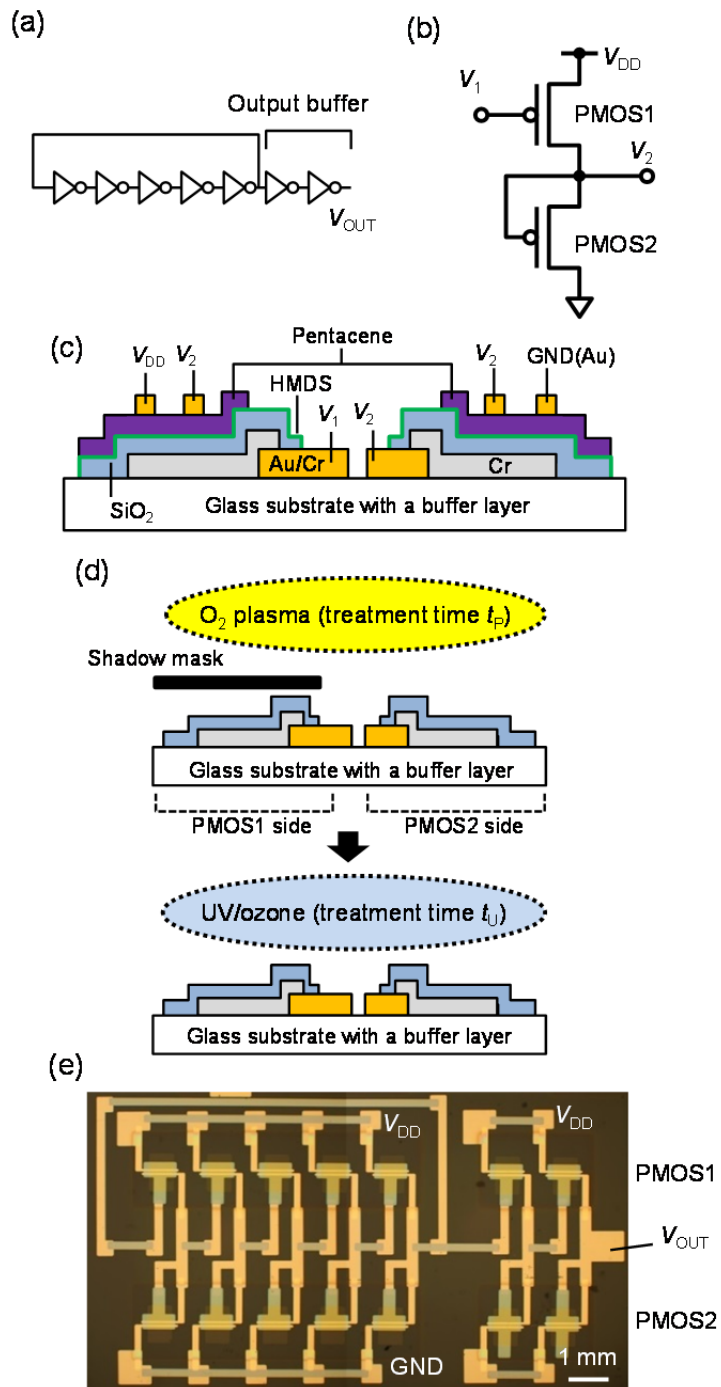 (a)
Output buffer
V_OUT
(b)
V_DD
V_1
PMOS1
V_2
PMOS2
(c)
Pentacene
V_DD V_2 HMDS V_1 V_2 V_2 GND(Au)
Au/Cr Cr
SiO_2 Glass substrate with a buffer layer
(d)
O_2 plasma (treatment time t_P)
Shadow mask
Glass substrate with a buffer layer
PMOS1 side PMOS2 side
UV/ozone (treatment time t_U)
Glass substrate with a buffer layer
(e)
V_DD V_DD
PMOS1
V_OUT
PMOS2
GND 1 mm